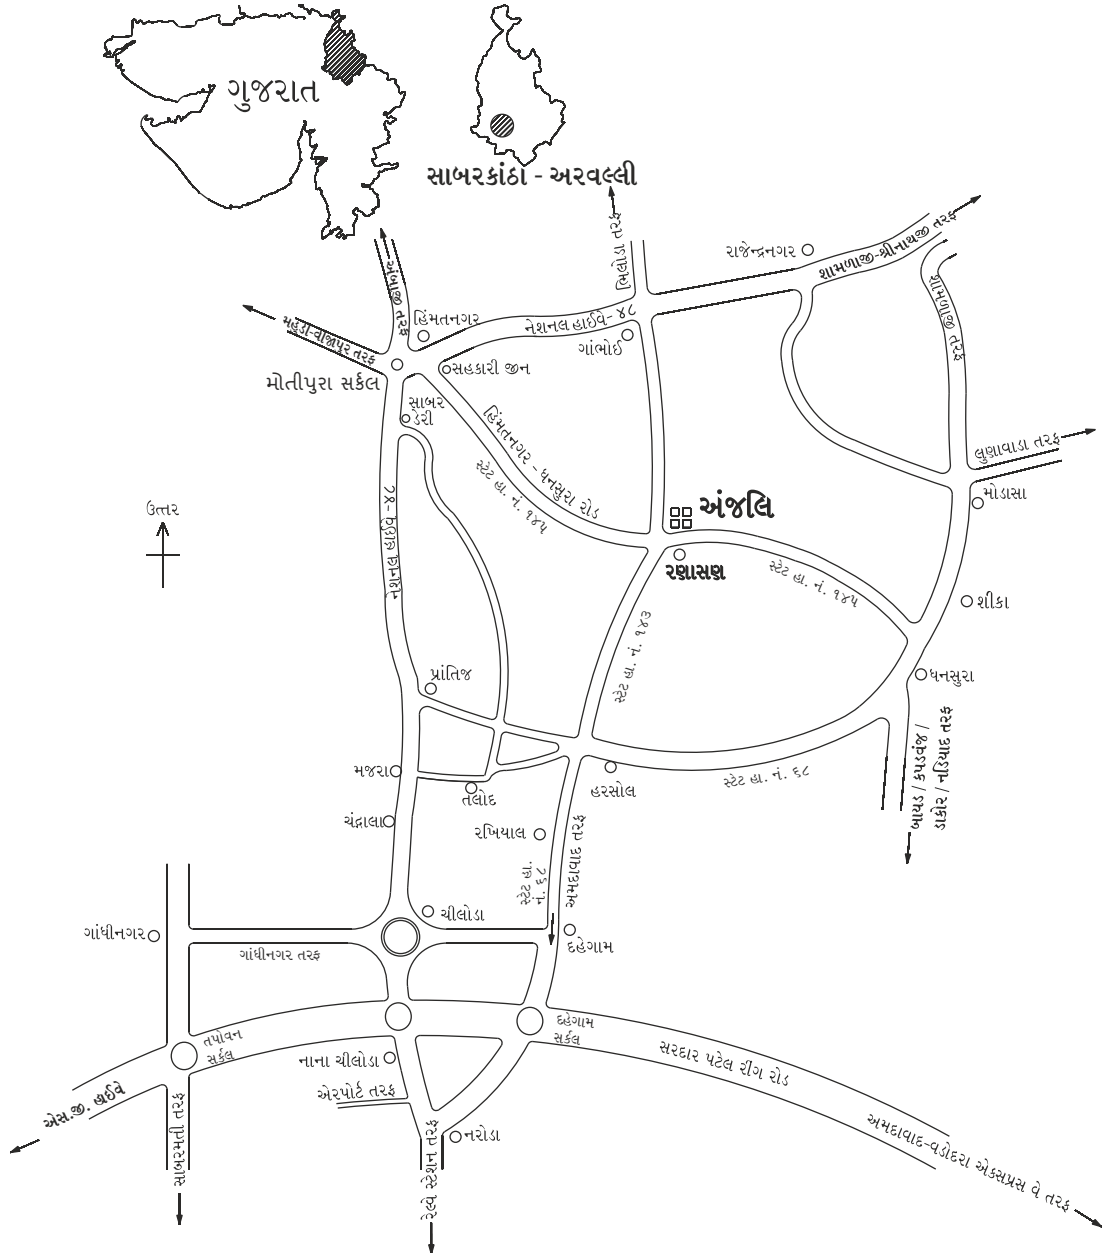 ગુજરાત
સાબરકાંઠા - અરવલ્લી
ભિલોડા તરફ
રાજેન્દ્રનગર
શામળાજી-શ્રીનાથજી તરફ
અંબાજી તરફ
શામળાજી તરફ
હિંમતનગર
નેશનલ હાઈવે- ૪૮
મહુડી-વીજાપુર તરફ
ગાંભોઈ
સહકારી જીન
મોતીપુરા સર્કલ
સાબર
ડેરી
હિંમતનગર - ધનસુરા રોડ
સ્ટેટ હા. નં. ૧૪૫
લુણાવાડા તરફ
મોડાસા
અંજલિ
ઉત્તર
નેશનલ હાઈવે -૪૮
રણાસણ
સ્ટેટ હા. નં. ૧૪૫
શીકા
સ્ટેટ હા. નં. ૧૪૩
પ્રાંતિજ
ધનસુરા
બાયડ / કપડવંજ /
ડાકોર / નડિયાદ તરફ
મજરા
તલોદ
હરસોલ
સ્ટેટ હા. નં. ૬૮
ચંદ્રાલા
રખિયાલ
અમદાવાદ તરફ
સ્ટેટ હા.
નં. ૬૮
ચીલોડા
ગાંધીનગર
ગાંધીનગર તરફ
દહેગામ
તપોવન
સર્કલ
દહેગામ
સર્કલ
નાના ચીલોડા
સરદાર પટેલ રીંગ રોડ
એરપોર્ટ તરફ
એસ.જી. હાઈવે
સાબરમતી તરફ
રેલ્વે સ્ટેશન તરફ
નરોડા
અમદાવાદ-વડોદરા એક્સપ્રસ વે તરફ